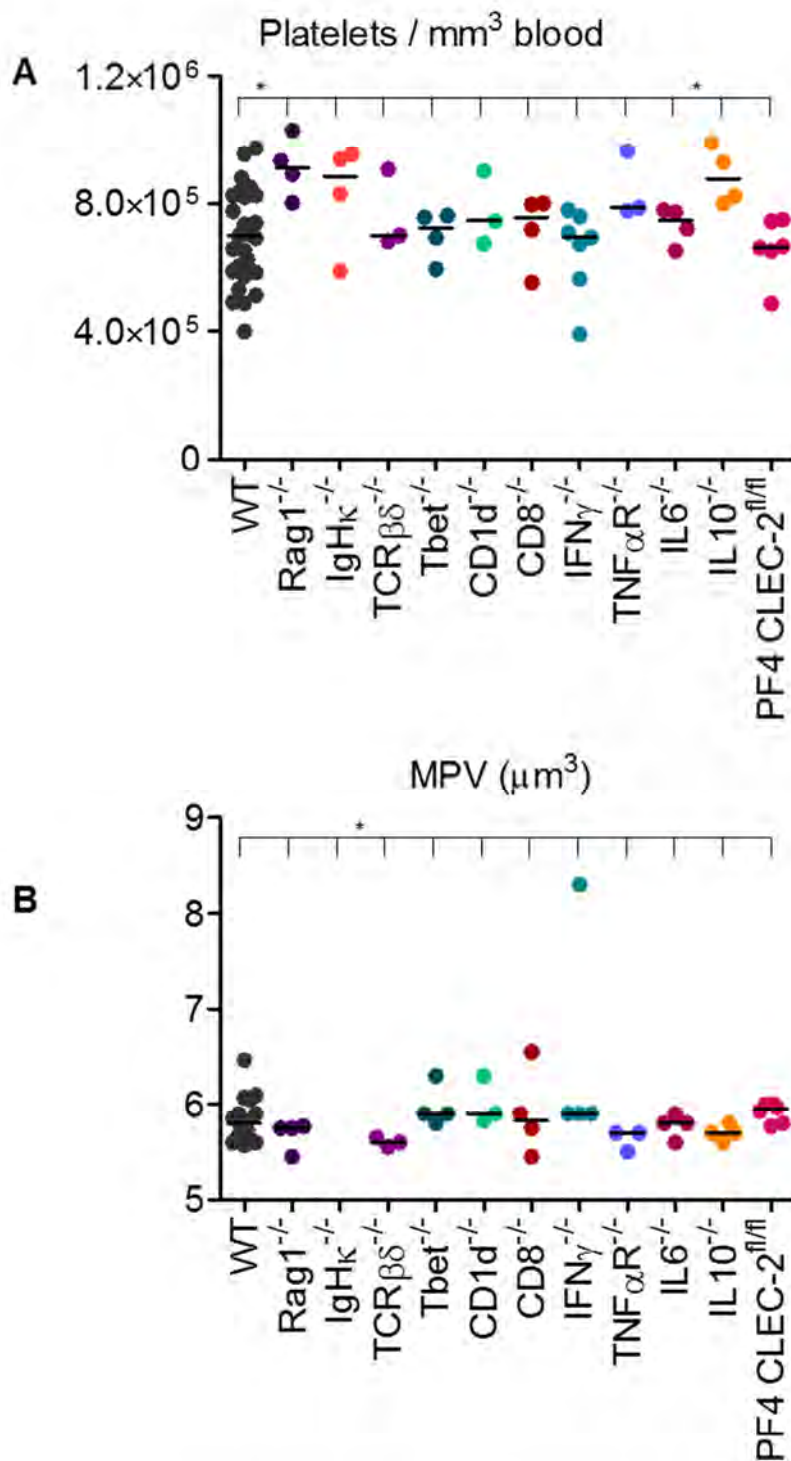 Platelets / mm³ blood
A
1.2×10⁶
*
*
8.0×10⁵
4.0×10⁵
0
WT
Rag1⁻/⁻
IgHκ⁻/⁻
TCRβδ⁻/⁻
Tbet⁻/⁻
CD1d⁻/⁻
CD8⁻/⁻
IFNγ⁻/⁻
TNFαR⁻/⁻
IL6⁻/⁻
IL10⁻/⁻
PF4 CLEC-2ᶠˡ/ᶠˡ
MPV (μm³)
B
9
*
8
7
6
5
WT
Rag1⁻/⁻
IgHκ⁻/⁻
TCRβδ⁻/⁻
Tbet⁻/⁻
CD1d⁻/⁻
CD8⁻/⁻
IFNγ⁻/⁻
TNFαR⁻/⁻
IL6⁻/⁻
IL10⁻/⁻
PF4 CLEC-2ᶠˡ/ᶠˡ